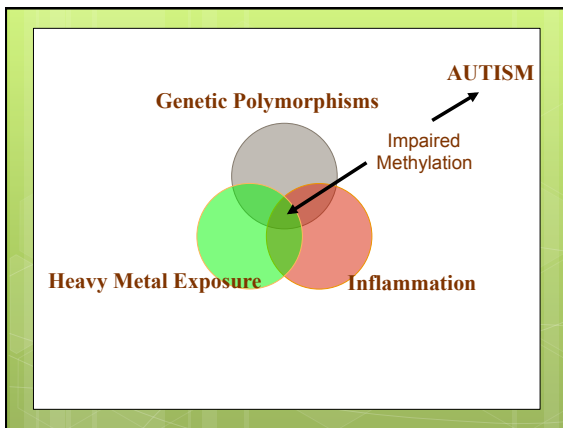 AUTISM
Genetic Polymorphisms
Impaired
Methylation
Heavy Metal Exposure
Inflammation